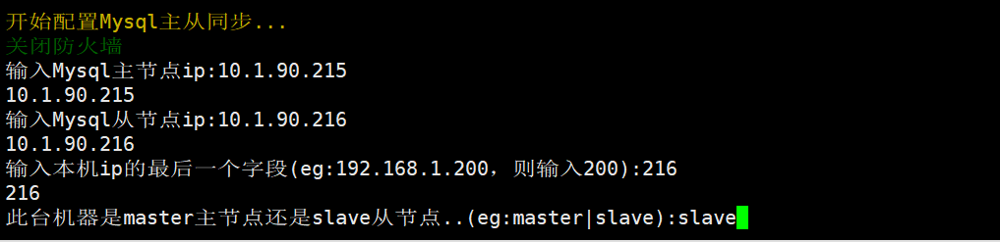 开始配置Mysql主从同步...
关闭防火墙
输入Mysql主节点ip:10.1.90.215
10.1.90.215
输入Mysql从节点ip:10.1.90.216
10.1.90.216
输入本机ip的最后一个字段(eg:192.168.1.200，则输入200):216
216
此台机器是master主节点还是slave从节点..(eg:master|slave):slave